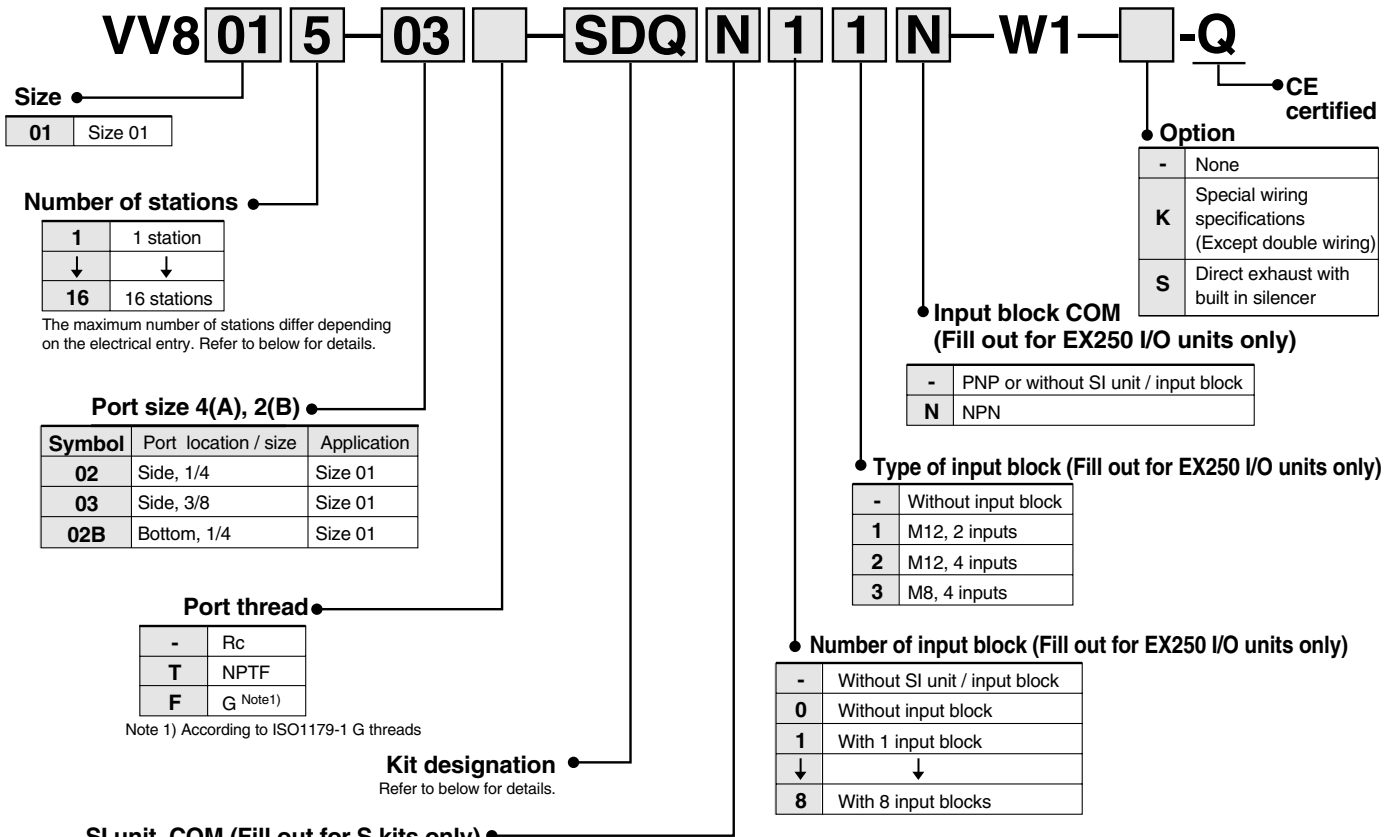 VV8 01 5 — 03 — SDQ N 1 1 N — W1 — -Q
CE
certified
Size
01 Size 01
Option
- None
K Special wiring
specifications
(Except double wiring)
S Direct exhaust with
built in silencer
Number of stations
1 1 station
↓ ↓
16 16 stations
The maximum number of stations differ depending
on the electrical entry. Refer to below for details.
Input block COM
(Fill out for EX250 I/O units only)
- PNP or without SI unit / input block
N NPN
Port size 4(A), 2(B)
Symbol Port location / size Application
02 Side, 1/4 Size 01
03 Side, 3/8 Size 01
02B Bottom, 1/4 Size 01
Type of input block (Fill out for EX250 I/O units only)
- Without input block
1 M12, 2 inputs
2 M12, 4 inputs
3 M8, 4 inputs
Port thread
- Rc
T NPTF
F G Note1)
Note 1) According to ISO1179-1 G threads
Number of input block (Fill out for EX250 I/O units only)
- Without SI unit / input block
0 Without input block
1 With 1 input block
↓ ↓
8 With 8 input blocks
Kit designation
Refer to below for details.
SI unit, COM (Fill out for S kits only)